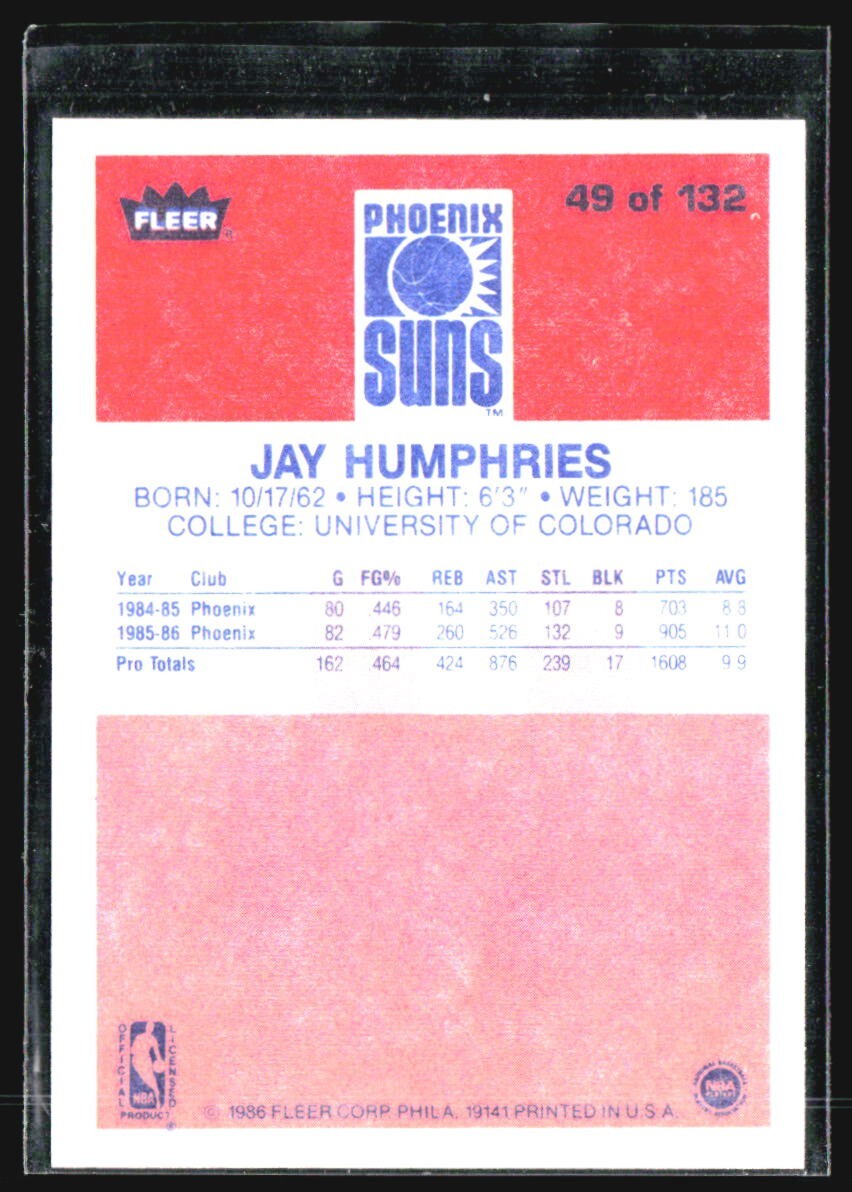 FLEER®
49 of 132
PHOENIX
SUNS
TM
JAY HUMPHRIES
BORN: 10/17/62 • HEIGHT: 6'3" • WEIGHT: 185
COLLEGE: UNIVERSITY OF COLORADO
Year Club G FG% REB AST STL BLK PTS AVG
1984-85 Phoenix 80 .446 164 350 107 8 703 8.8
1985-86 Phoenix 82 .479 260 526 132 9 905 11.0
Pro Totals 162 .464 424 876 239 17 1608 9.9
OFFICIAL
LICENSED
NBA
PRODUCT
®
© 1986 FLEER CORP. PHILA. 19141 PRINTED IN U.S.A.
NBA